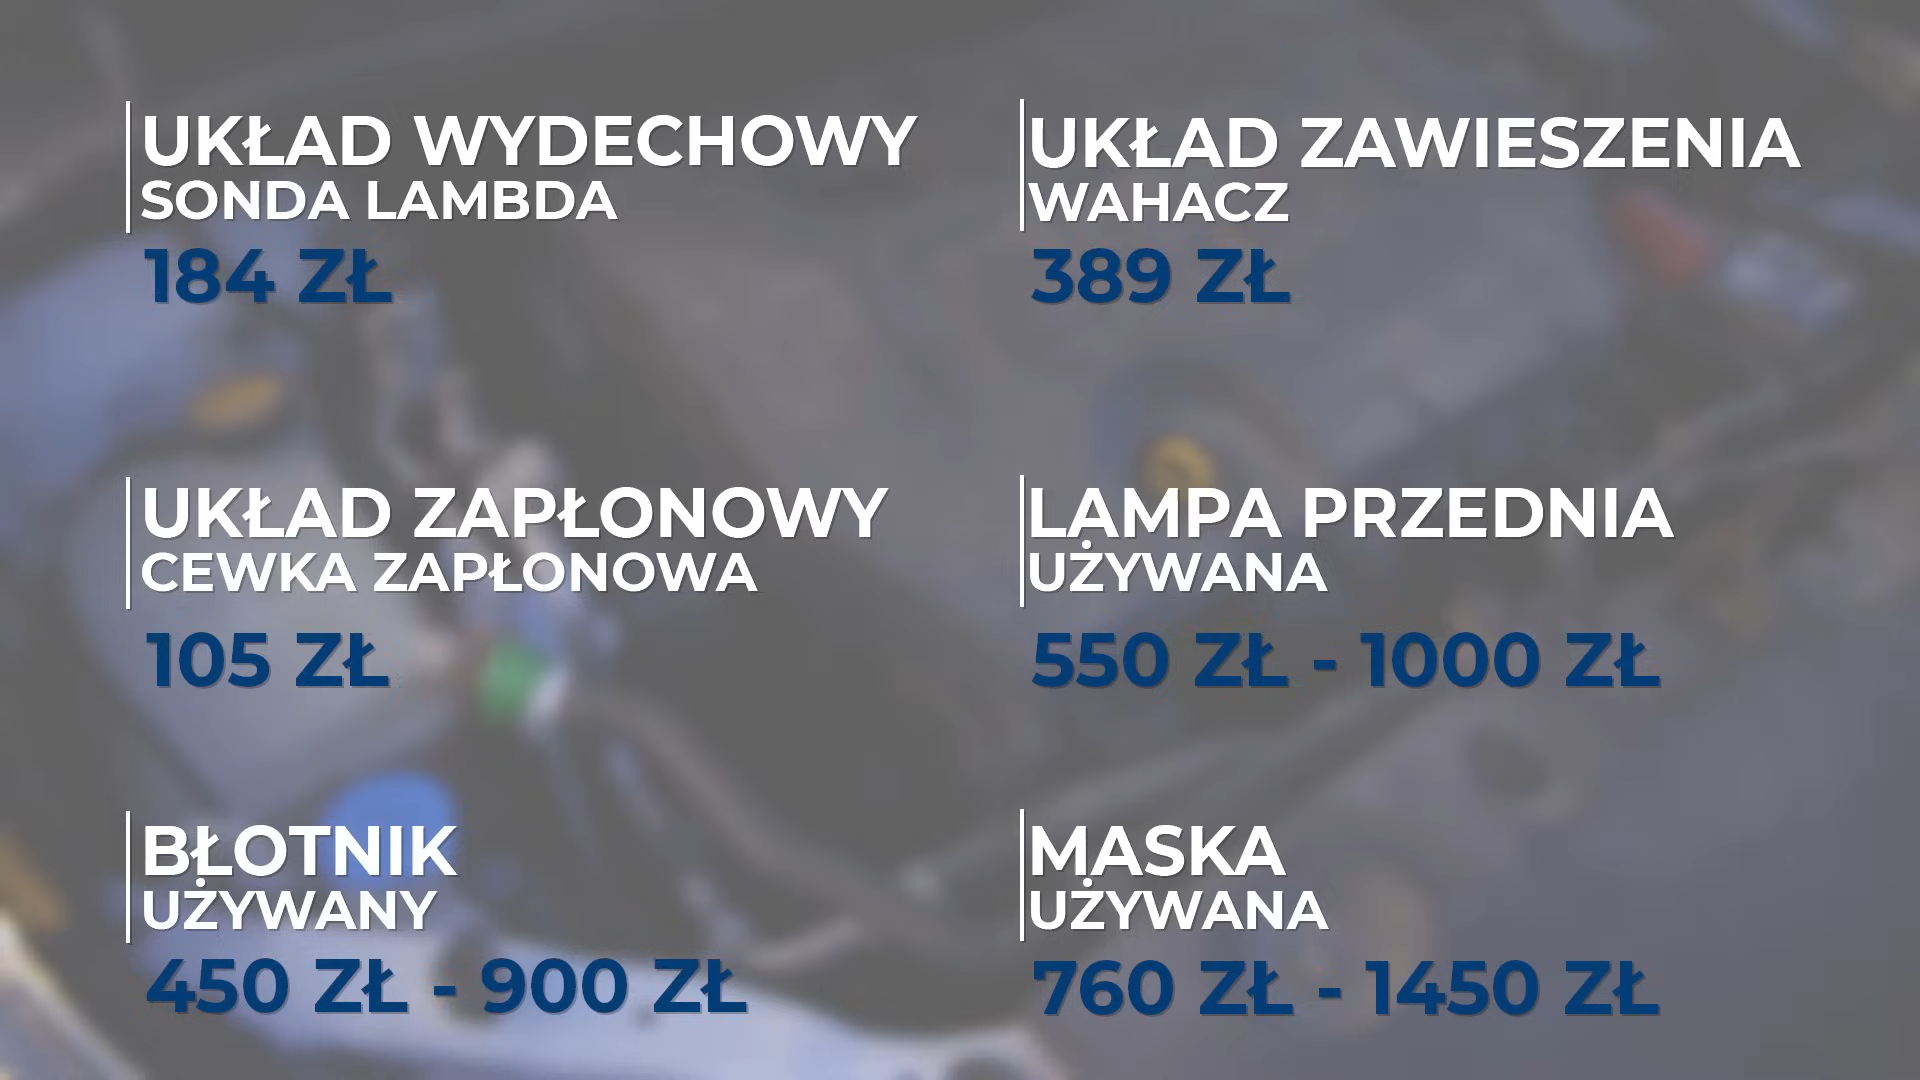 UKŁAD WYDECHOWY
SONDA LAMBDA
184 ZŁ
UKŁAD ZAWIESZENIA
WAHACZ
389 ZŁ
UKŁAD ZAPŁONOWY
CEWKA ZAPŁONOWA
105 ZŁ
LAMPA PRZEDNIA
UŻYWANA
550 ZŁ - 1000 ZŁ
BŁOTNIK
UŻYWANY
450 ZŁ - 900 ZŁ
MASKA
UŻYWANA
760 ZŁ - 1450 ZŁ